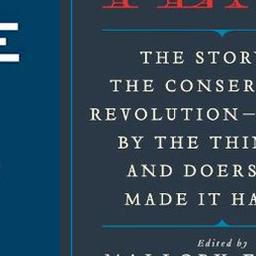 THE STORY
THE CONSER
REVOLUTION—
BY THE THIN
AND DOERS
MADE IT HA
Edited by